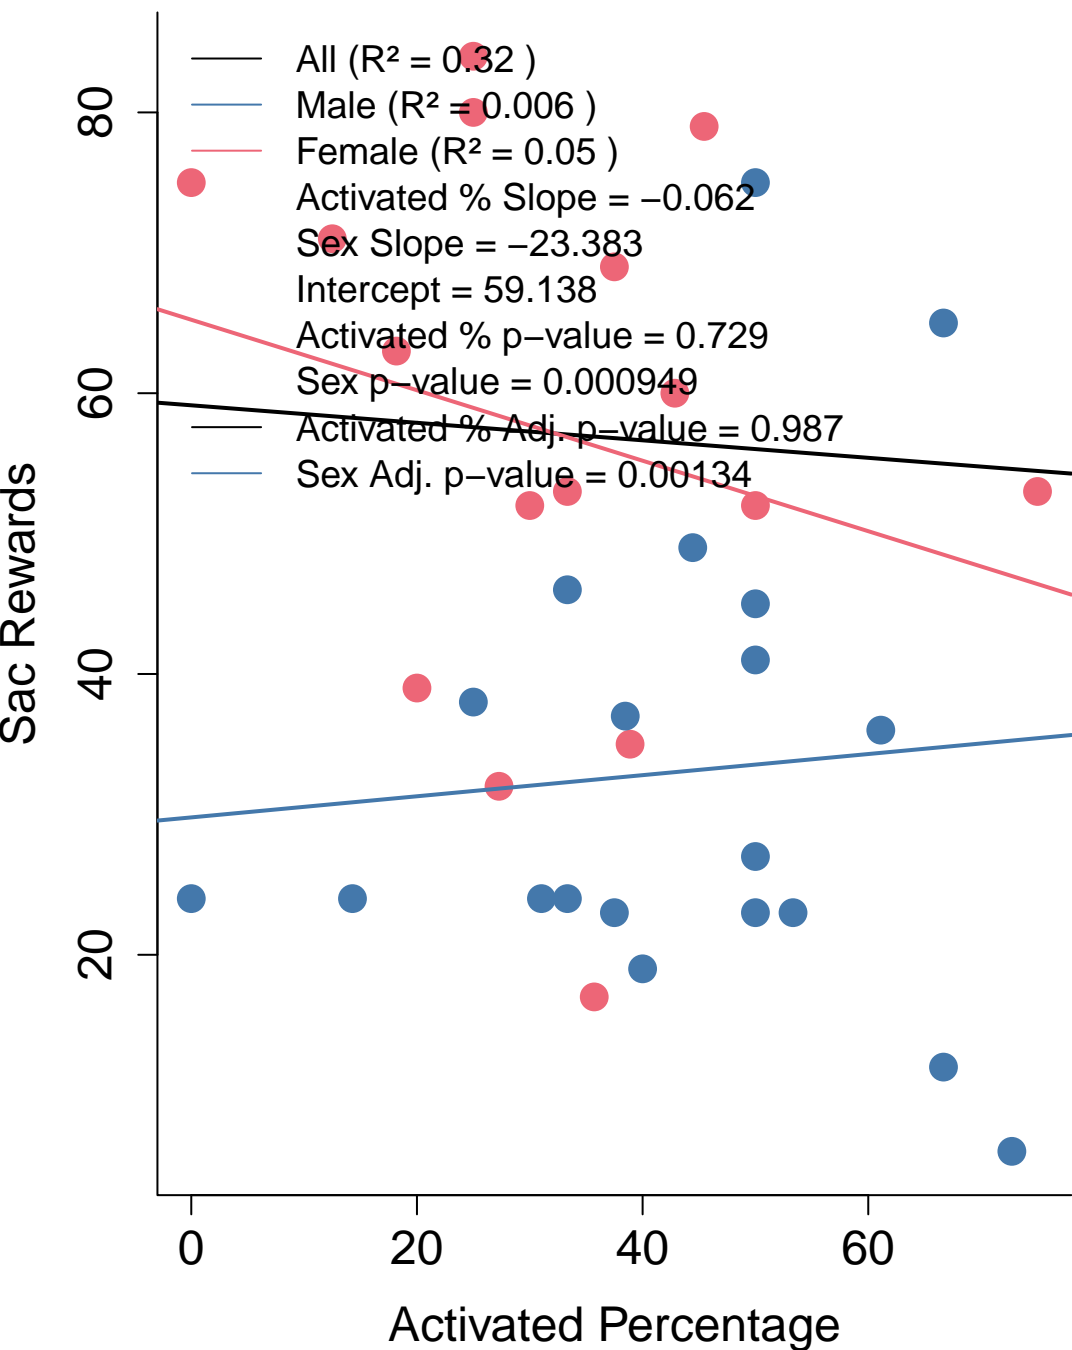 All (R² = 0.32 )
Male (R² = 0.006 )
Female (R² = 0.05 )
Activated % Slope = −0.062
Sex Slope = −23.383
Intercept = 59.138
Activated % p−value = 0.729
Sex p−value = 0.000949
Activated % Adj. p−value = 0.987
Sex Adj. p−value = 0.00134
80
60
40
20
Sac Rewards
0 20 40 60
Activated Percentage